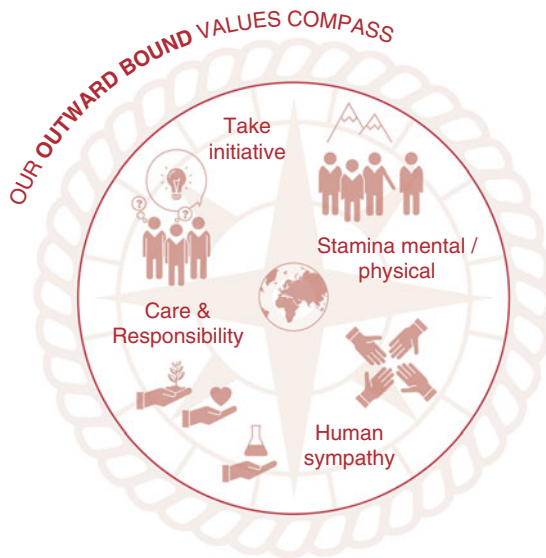 OUR OUTWARD BOUND VALUES COMPASS
Take
initiative
? ?
Stamina mental /
physical
Care &
Responsibility
Human
sympathy